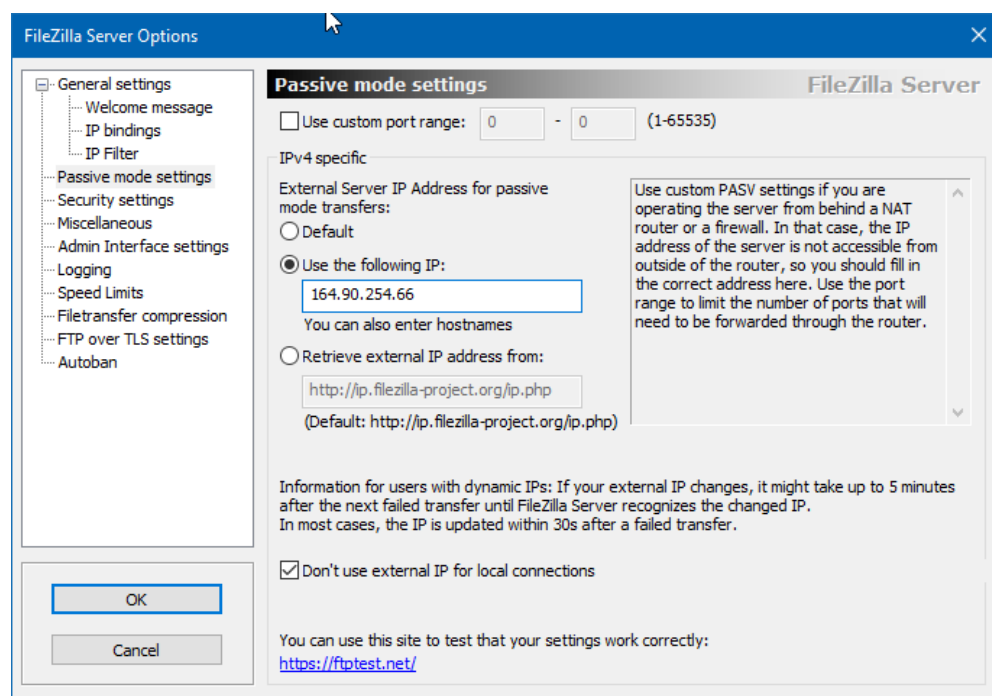 FileZilla Server Options
General settings
Welcome message
IP bindings
IP Filter
Passive mode settings
Security settings
Miscellaneous
Admin Interface settings
Logging
Speed Limits
Filetransfer compression
FTP over TLS settings
Autoban
OK
Cancel
Passive mode settings
FileZilla Server
Use custom port range: 0 - 0 (1-65535)
IPv4 specific
External Server IP Address for passive
mode transfers:
Default
Use the following IP:
164.90.254.66
You can also enter hostnames
Retrieve external IP address from:
http://ip.filezilla-project.org/ip.php
(Default: http://ip.filezilla-project.org/ip.php)
Use custom PASV settings if you are
operating the server from behind a NAT
router or a firewall. In that case, the IP
address of the server is not accessible from
outside of the router, so you should fill in
the correct address here. Use the port
range to limit the number of ports that will
need to be forwarded through the router.
Information for users with dynamic IPs: If your external IP changes, it might take up to 5 minutes
after the next failed transfer until FileZilla Server recognizes the changed IP.
In most cases, the IP is updated within 30s after a failed transfer.
Don't use external IP for local connections
You can use this site to test that your settings work correctly:
https://ftptest.net/